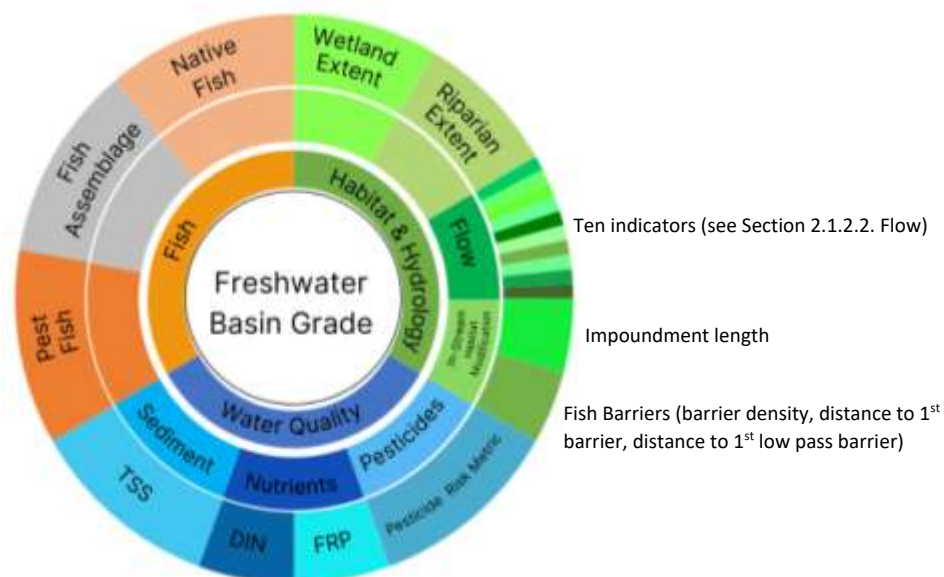 Freshwater
Basin Grade
Fish
Habitat & Hydrology
Water Quality
Native
Fish
Wetland
Extent
Riparian
Extent
Fish
Assemblage
Flow
In-Stream
Habitat
Modification
Pest
Fish
Sediment
Nutrients
Pesticides
TSS
DIN
FRP
Pesticide Risk Metric
Ten indicators (see Section 2.1.2.2. Flow)
Impoundment length
Fish Barriers (barrier density, distance to 1st
barrier, distance to 1st low pass barrier)